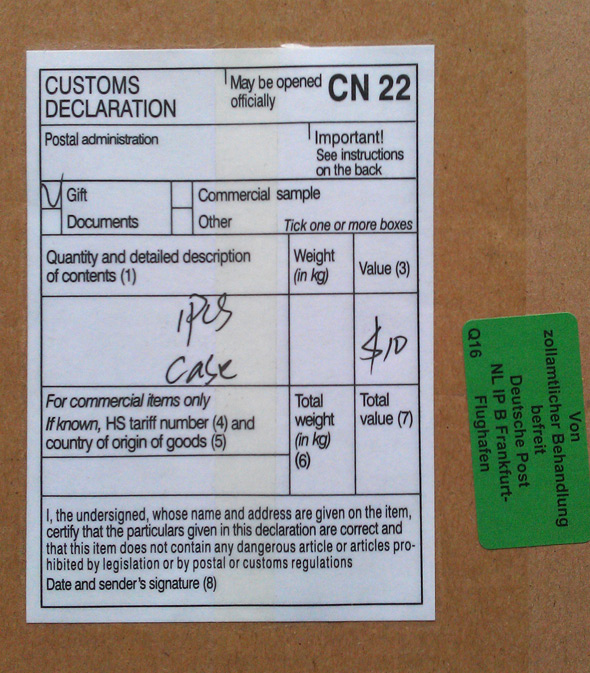 CUSTOMS
DECLARATION
May be opened
officially
CN 22
Postal administration
Important!
See instructions
on the back
Gift
Commercial sample
Documents
Other
Tick one or more boxes
Quantity and detailed description
of contents (1)
Weight
(in kg)
Value (3)
1PCS
Case
$10
For commercial items only
If known, HS tariff number (4) and
country of origin of goods (5)
Total
weight
(in kg)
(6)
Total
value (7)
I, the undersigned, whose name and address are given on the item,
certify that the particulars given in this declaration are correct and
that this item does not contain any dangerous article or articles pro-
hibited by legislation or by postal or customs regulations
Date and sender's signature (8)
Von
zollamtlicher Behandlung
befreit
Deutsche Post
NL IP B Frankfurt-
Flughafen
Q16